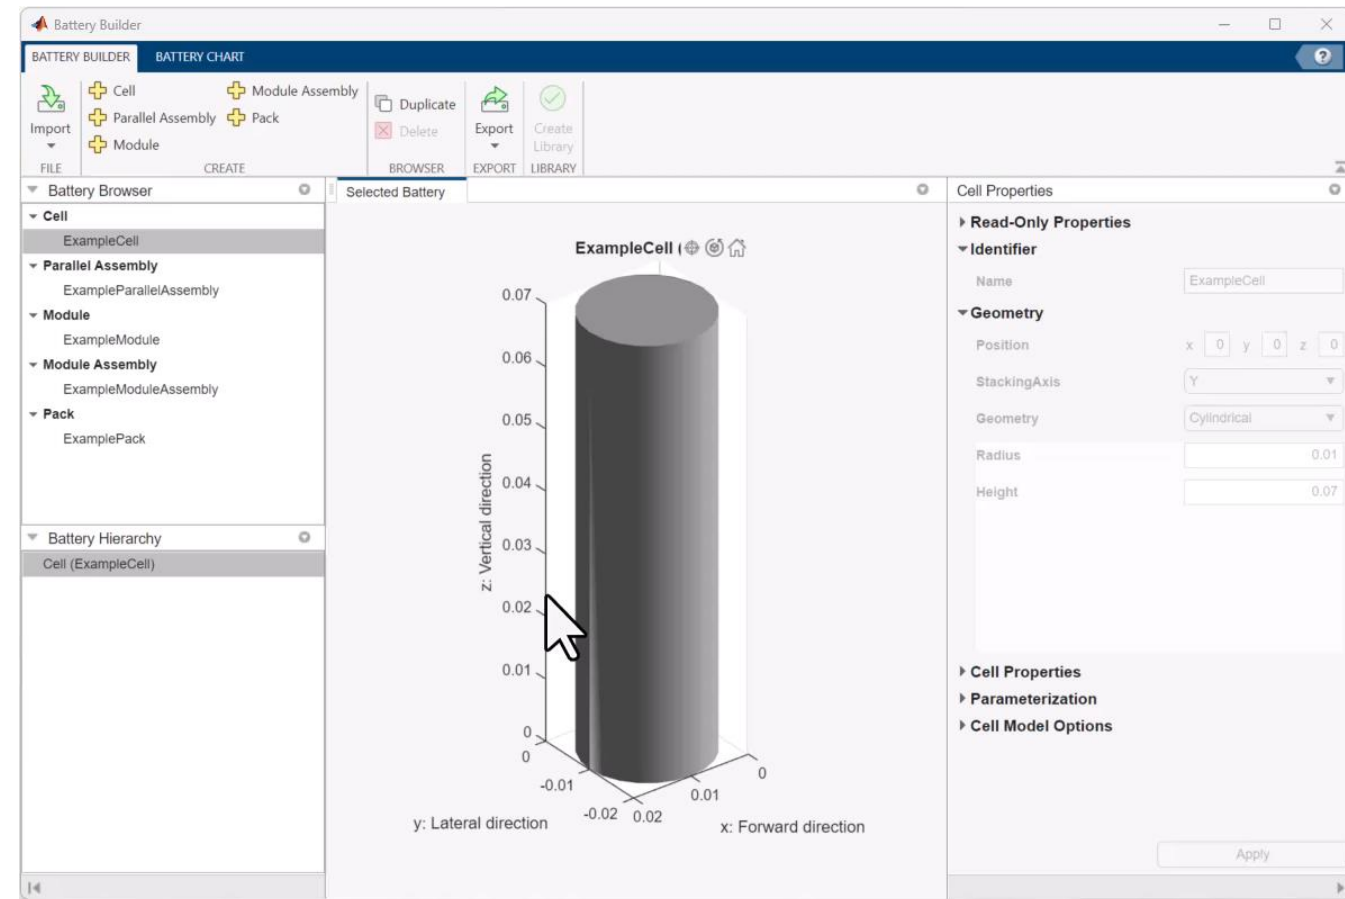 Battery Builder
BATTERY BUILDER BATTERY CHART
?
Import
Cell
Parallel Assembly
Module
Module Assembly
Pack
Duplicate
Delete
Export
Create
Library
FILE CREATE BROWSER EXPORT LIBRARY
Battery Browser
Cell
ExampleCell
Parallel Assembly
ExampleParallelAssembly
Module
ExampleModule
Module Assembly
ExampleModuleAssembly
Pack
ExamplePack
Battery Hierarchy
Cell (ExampleCell)
Selected Battery
ExampleCell (
0.07
0.06
0.05
0.04
0.03
0.02
0.01
0
z: Vertical direction
0
-0.01
-0.02
y: Lateral direction
0.02
0.01
0
x: Forward direction
Cell Properties
Read-Only Properties
Identifier
Name ExampleCell
Geometry
Position x 0 y 0 z 0
StackingAxis Y
Geometry Cylindrical
Radius 0.01
Height 0.07
Cell Properties
Parameterization
Cell Model Options
Apply